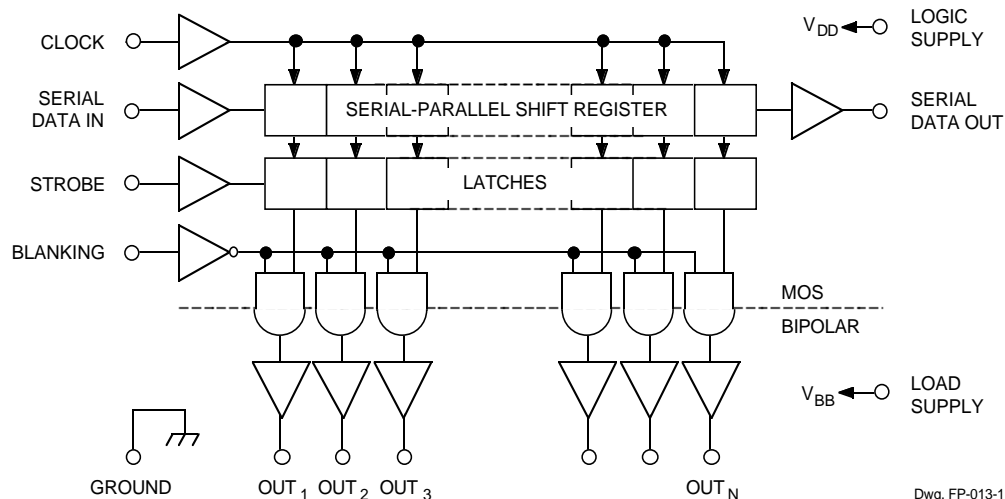 CLOCK
V_DD
LOGIC
SUPPLY
SERIAL
DATA IN
SERIAL-PARALLEL SHIFT REGISTER
SERIAL
DATA OUT
STROBE
LATCHES
BLANKING
MOS
BIPOLAR
V_BB
LOAD
SUPPLY
GROUND
OUT_1 OUT_2 OUT_3
OUT_N
Dwg. FP-013-1